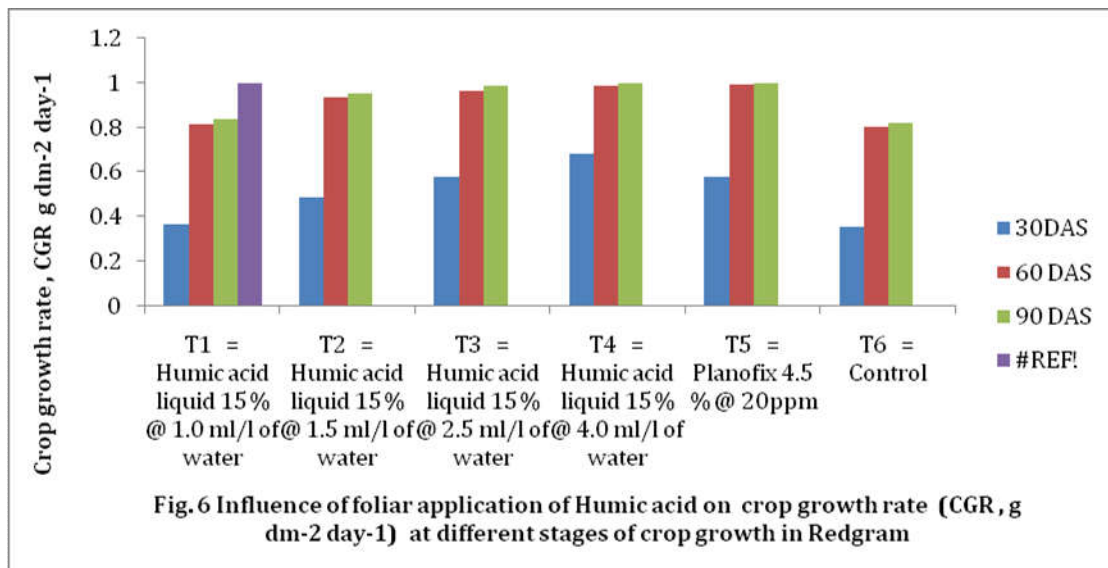 1.2
1
0.8
0.6
0.4
0.2
0
Crop growth rate , CGR g dm-2 day-1
T1 =
Humic acid
liquid 15%
@ 1.0 ml/l of
water
T2 =
Humic acid
liquid 15%
@ 1.5 ml/l of
water
T3 =
Humic acid
liquid 15%
@ 2.5 ml/l of
water
T4 =
Humic acid
liquid 15%
@ 4.0 ml/l of
water
T5 =
Planofix 4.5
% @ 20ppm
T6 =
Control
30DAS
60 DAS
90 DAS
#REF!
Fig. 6 Influence of foliar application of Humic acid on crop growth rate (CGR , g
dm-2 day-1) at different stages of crop growth in Redgram